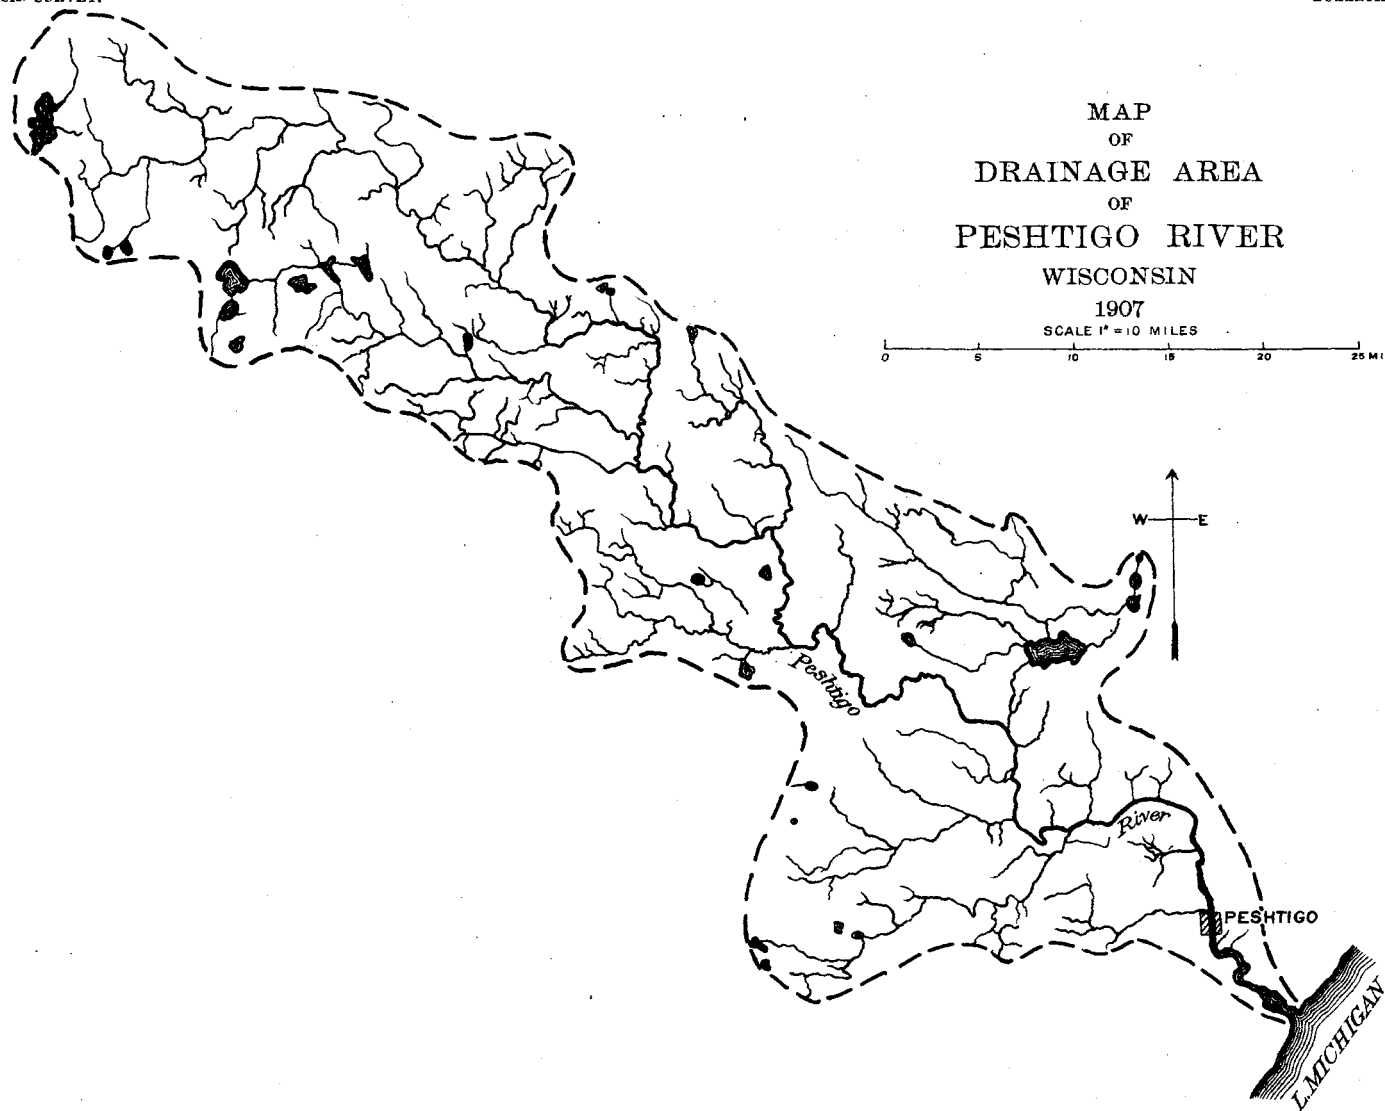 MAP
OF
DRAINAGE AREA
OF
PESHTIGO RIVER
WISCONSIN
1907
SCALE 1" = 10 MILES
0 5 10 15 20 25 MI
W E
Peshtigo
River
PESHTIGO
L. MICHIGAN